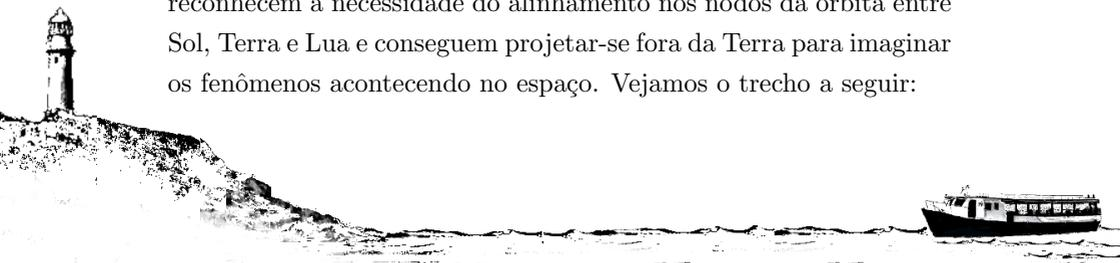 reconhecem a necessidade do alinhamento nos nodos da órbita entre
Sol, Terra e Lua e conseguem projetar-se fora da Terra para imaginar
os fenômenos acontecendo no espaço. Vejamos o trecho a seguir: